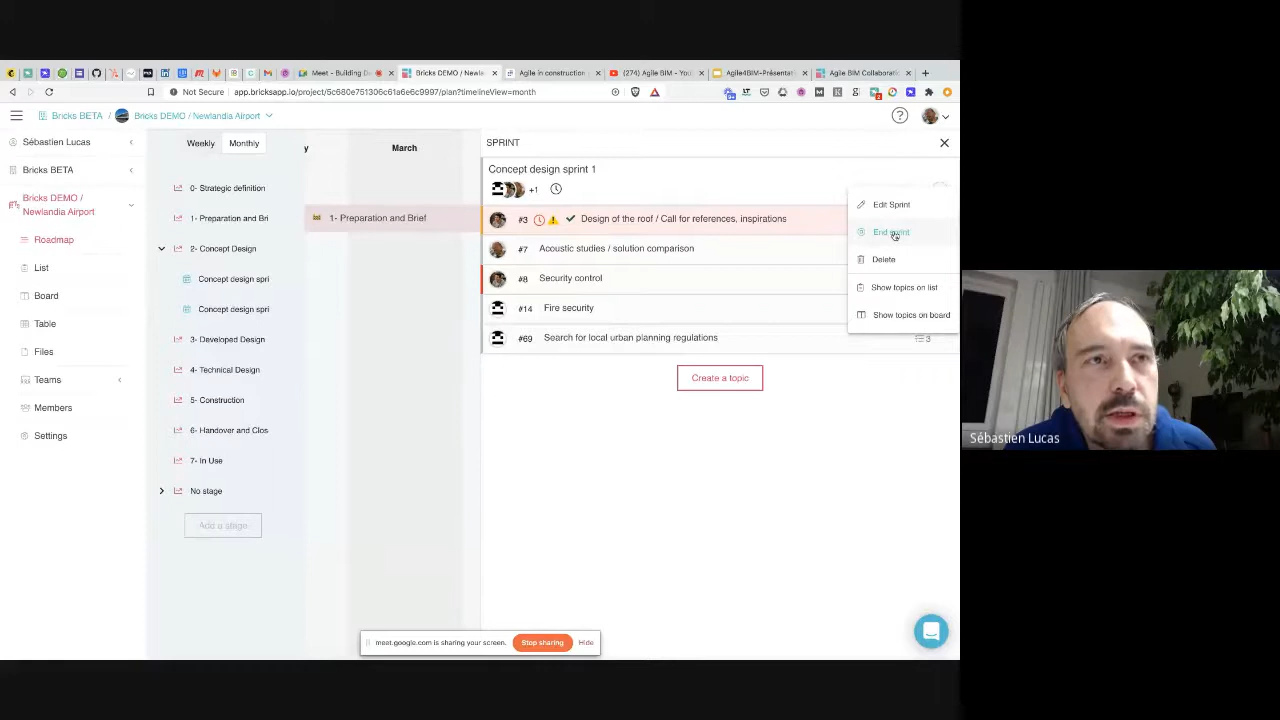 Meet - Building D
Bricks DEMO / Newla
Agile in construction
(274) Agile BIM - You
Agile4BIM-Présentat
Agile BIM Collaborati
Not Secure
app.bricksapp.io/project/5c680e751306c61a6e6c9997/plan?timelineView=month
Bricks BETA / Bricks DEMO / Newlandia Airport
Sébastien Lucas
Bricks BETA
Bricks DEMO /
Newlandia Airport
Roadmap
List
Board
Table
Files
Teams
Members
Settings
Weekly
Monthly
y
March
0- Strategic definition
1- Preparation and Bri
1- Preparation and Brief
2- Concept Design
Concept design spri
Concept design spri
3- Developed Design
4- Technical Design
5- Construction
6- Handover and Clos
7- In Use
No stage
Add a stage
SPRINT
Concept design sprint 1
+1
#3 Design of the roof / Call for references, inspirations
#7 Acoustic studies / solution comparison
#8 Security control
#14 Fire security
#69 Search for local urban planning regulations
3
Create a topic
Edit Sprint
End sprint
Delete
Show topics on list
Show topics on board
meet.google.com is sharing your screen.
Stop sharing
Hide
Sébastien Lucas